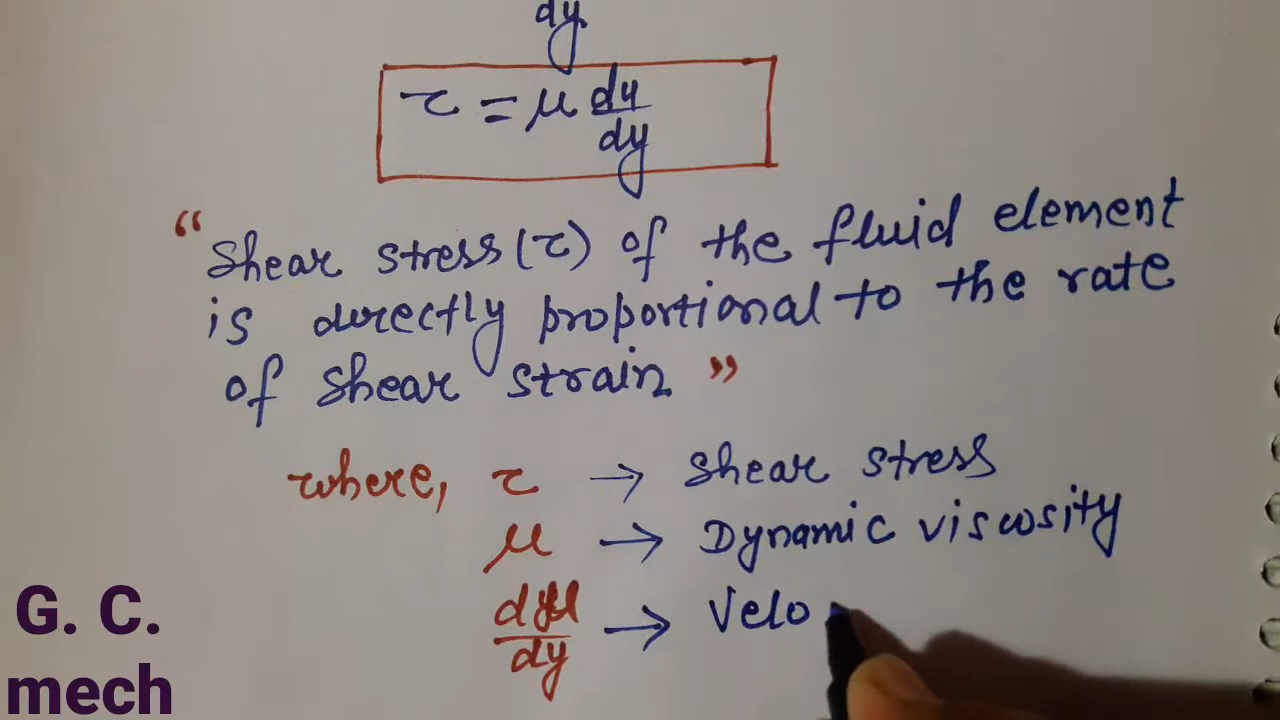 dy
τ = μ du/dy
“ Shear stress (τ) of the fluid element
is directly proportional to the rate
of shear strain ”
where, τ → shear stress
μ → Dynamic viscosity
du/dy → Velo
G. C.
mech